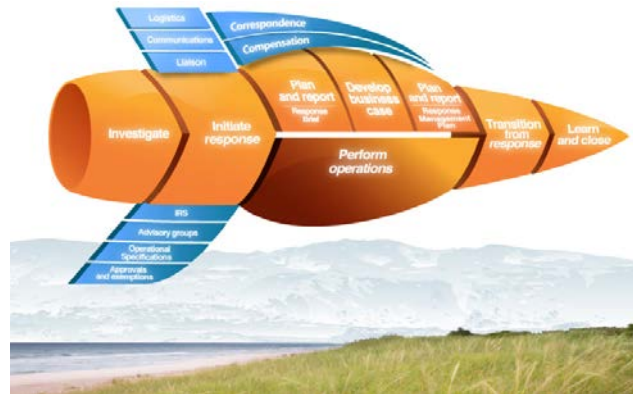 Logistics
Communications
Liaison
Correspondence
Compensation
Investigate
Initiate
response
Plan
and report
Response
Brief
Develop
business
case
Plan
and report
Response
Management
Plan
Perform
operations
Transition
from
response
Learn
and close
IRS
Advisory groups
Operational
Specifications
Approvals
and exemptions